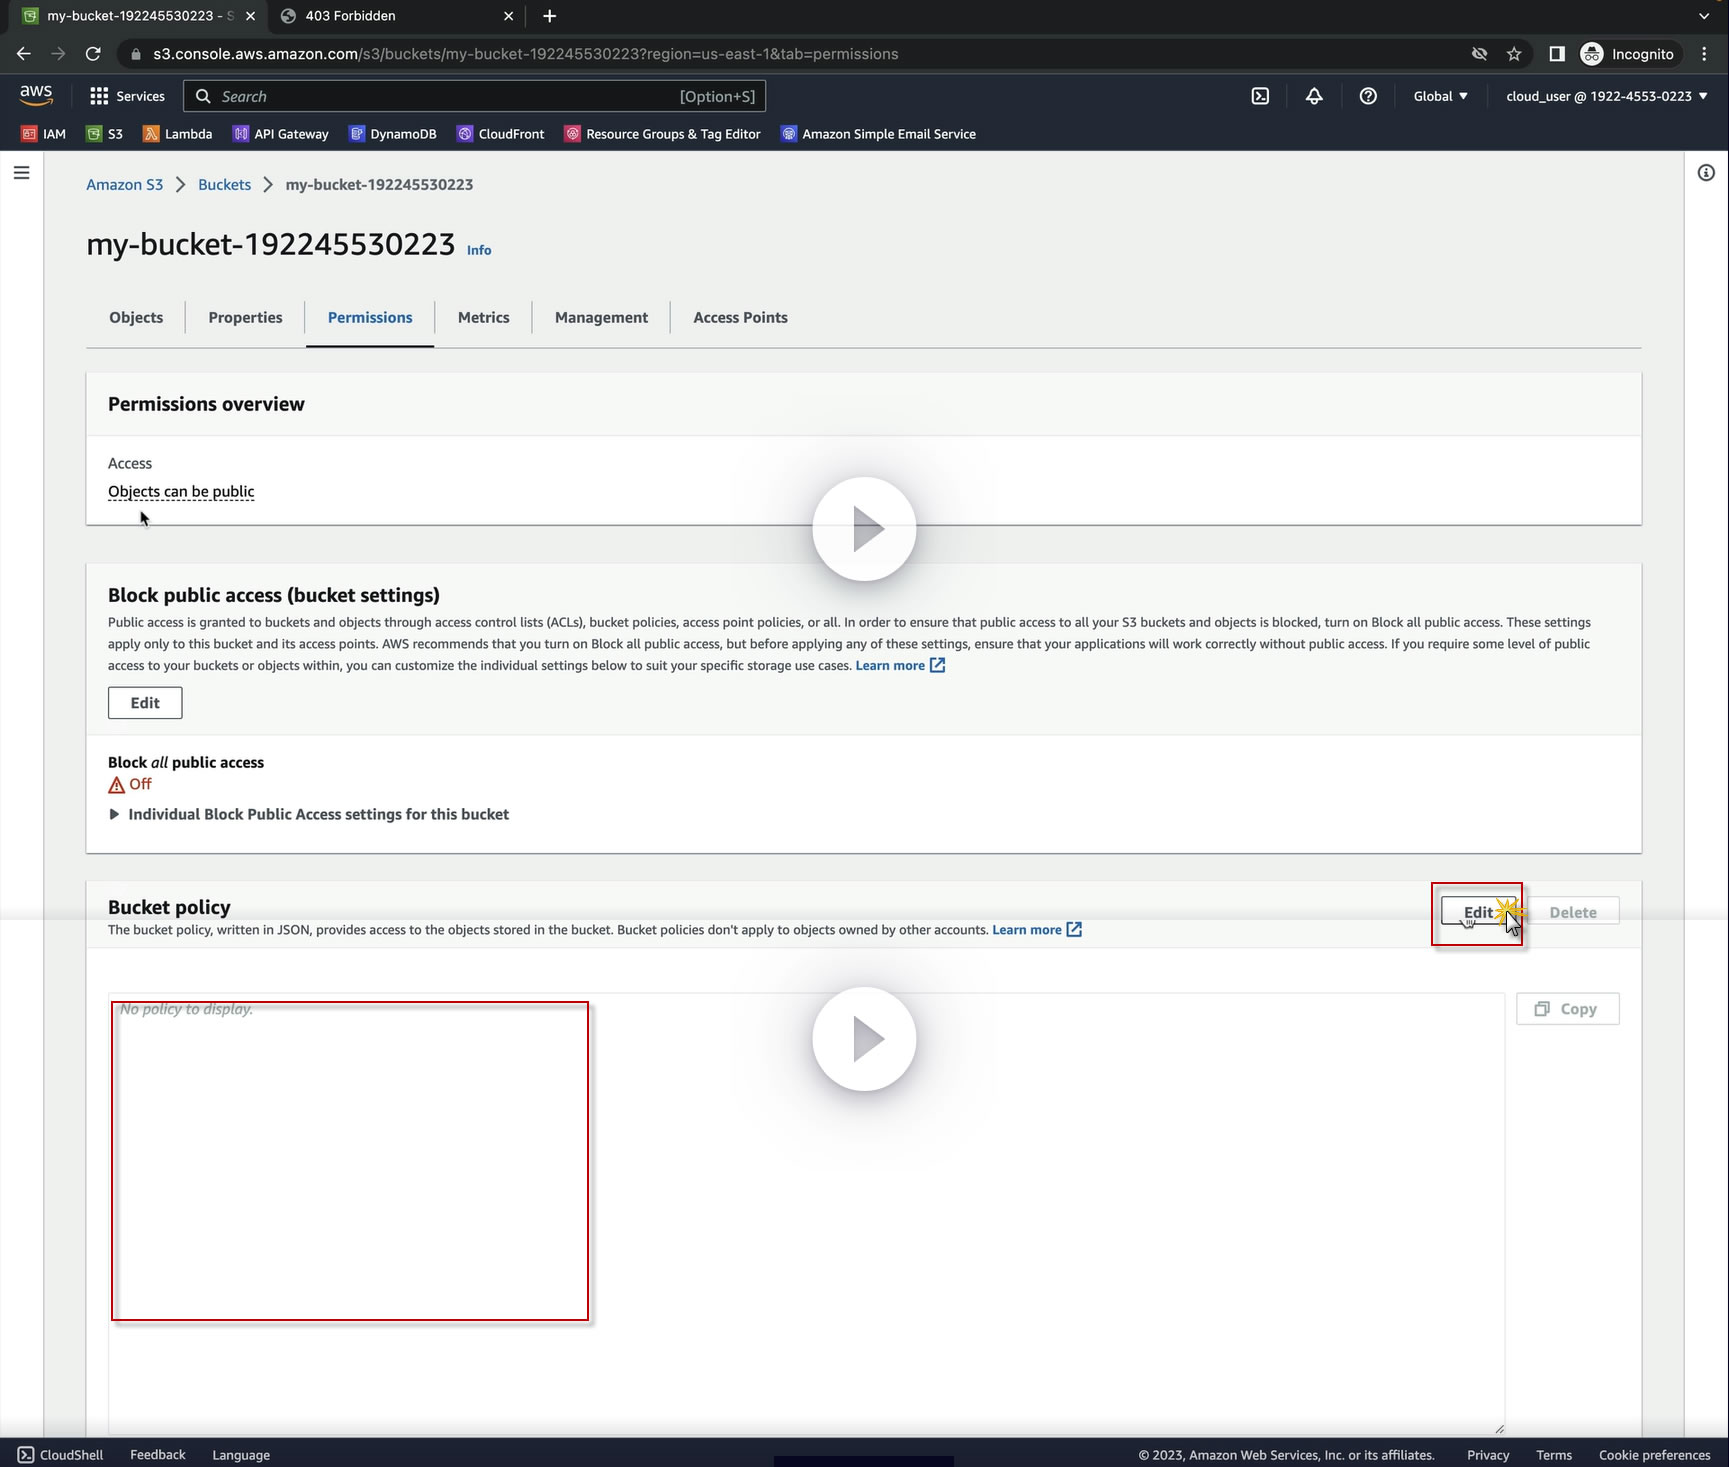 my-bucket-192245530223 - S
403 Forbidden
s3.console.aws.amazon.com/s3/buckets/my-bucket-192245530223?region=us-east-1&tab=permissions
Incognito
aws
Services
Search
[Option+S]
Global
cloud_user @ 1922-4553-0223
IAM
S3
Lambda
API Gateway
DynamoDB
CloudFront
Resource Groups & Tag Editor
Amazon Simple Email Service
Amazon S3
Buckets
my-bucket-192245530223
my-bucket-192245530223
Info
Objects
Properties
Permissions
Metrics
Management
Access Points
Permissions overview
Access
Objects can be public
Block public access (bucket settings)
Public access is granted to buckets and objects through access control lists (ACLs), bucket policies, access point policies, or all. In order to ensure that public access to all your S3 buckets and objects is blocked, turn on Block all public access. These settings
apply only to this bucket and its access points. AWS recommends that you turn on Block all public access, but before applying any of these settings, ensure that your applications will work correctly without public access. If you require some level of public
access to your buckets or objects within, you can customize the individual settings below to suit your specific storage use cases. Learn more
Edit
Block all public access
Off
Individual Block Public Access settings for this bucket
Bucket policy
Edit
Delete
The bucket policy, written in JSON, provides access to the objects stored in the bucket. Bucket policies don't apply to objects owned by other accounts. Learn more
No policy to display.
Copy
CloudShell
Feedback
Language
© 2023, Amazon Web Services, Inc. or its affiliates.
Privacy
Terms
Cookie preferences